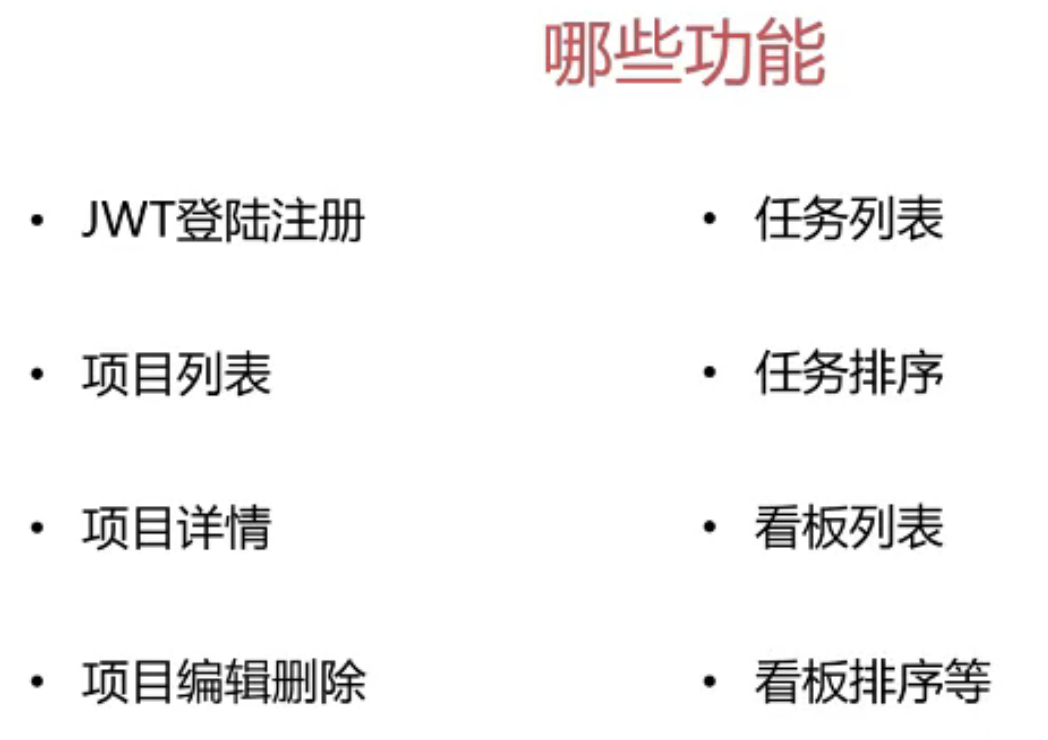 哪些功能
• JWT登陆注册
• 项目列表
• 项目详情
• 项目编辑删除
• 任务列表
• 任务排序
• 看板列表
• 看板排序等